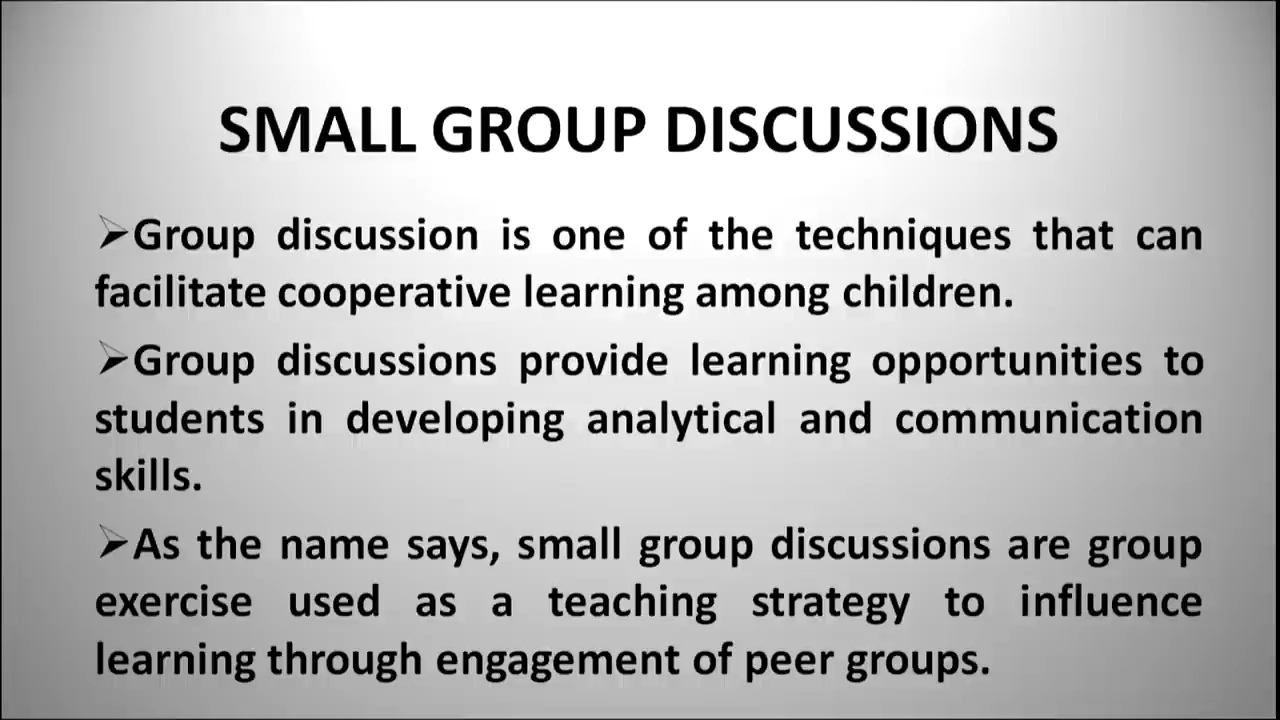 SMALL GROUP DISCUSSIONS
➢Group discussion is one of the techniques that can
facilitate cooperative learning among children.
➢Group discussions provide learning opportunities to
students in developing analytical and communication
skills.
➢As the name says, small group discussions are group
exercise used as a teaching strategy to influence
learning through engagement of peer groups.